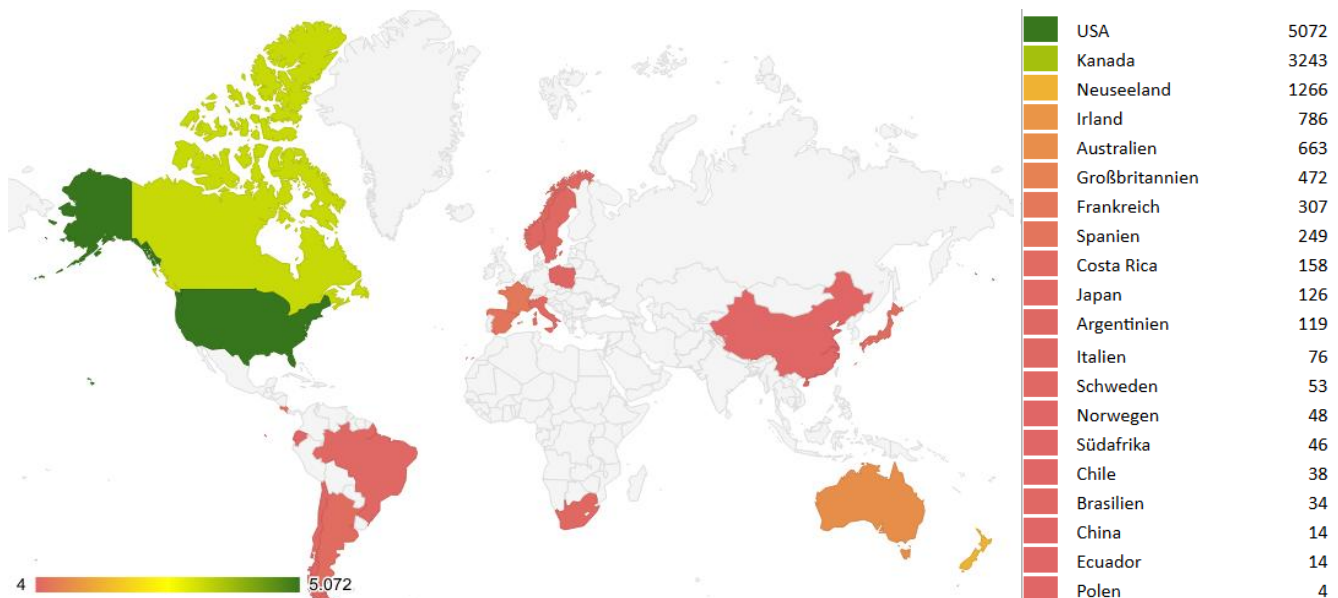 USA 5072
Kanada 3243
Neuseeland 1266
Irland 786
Australien 663
Großbritannien 472
Frankreich 307
Spanien 249
Costa Rica 158
Japan 126
Argentinien 119
Italien 76
Schweden 53
Norwegen 48
Südafrika 46
Chile 38
Brasilien 34
China 14
Ecuador 14
Polen 4
4 5.072